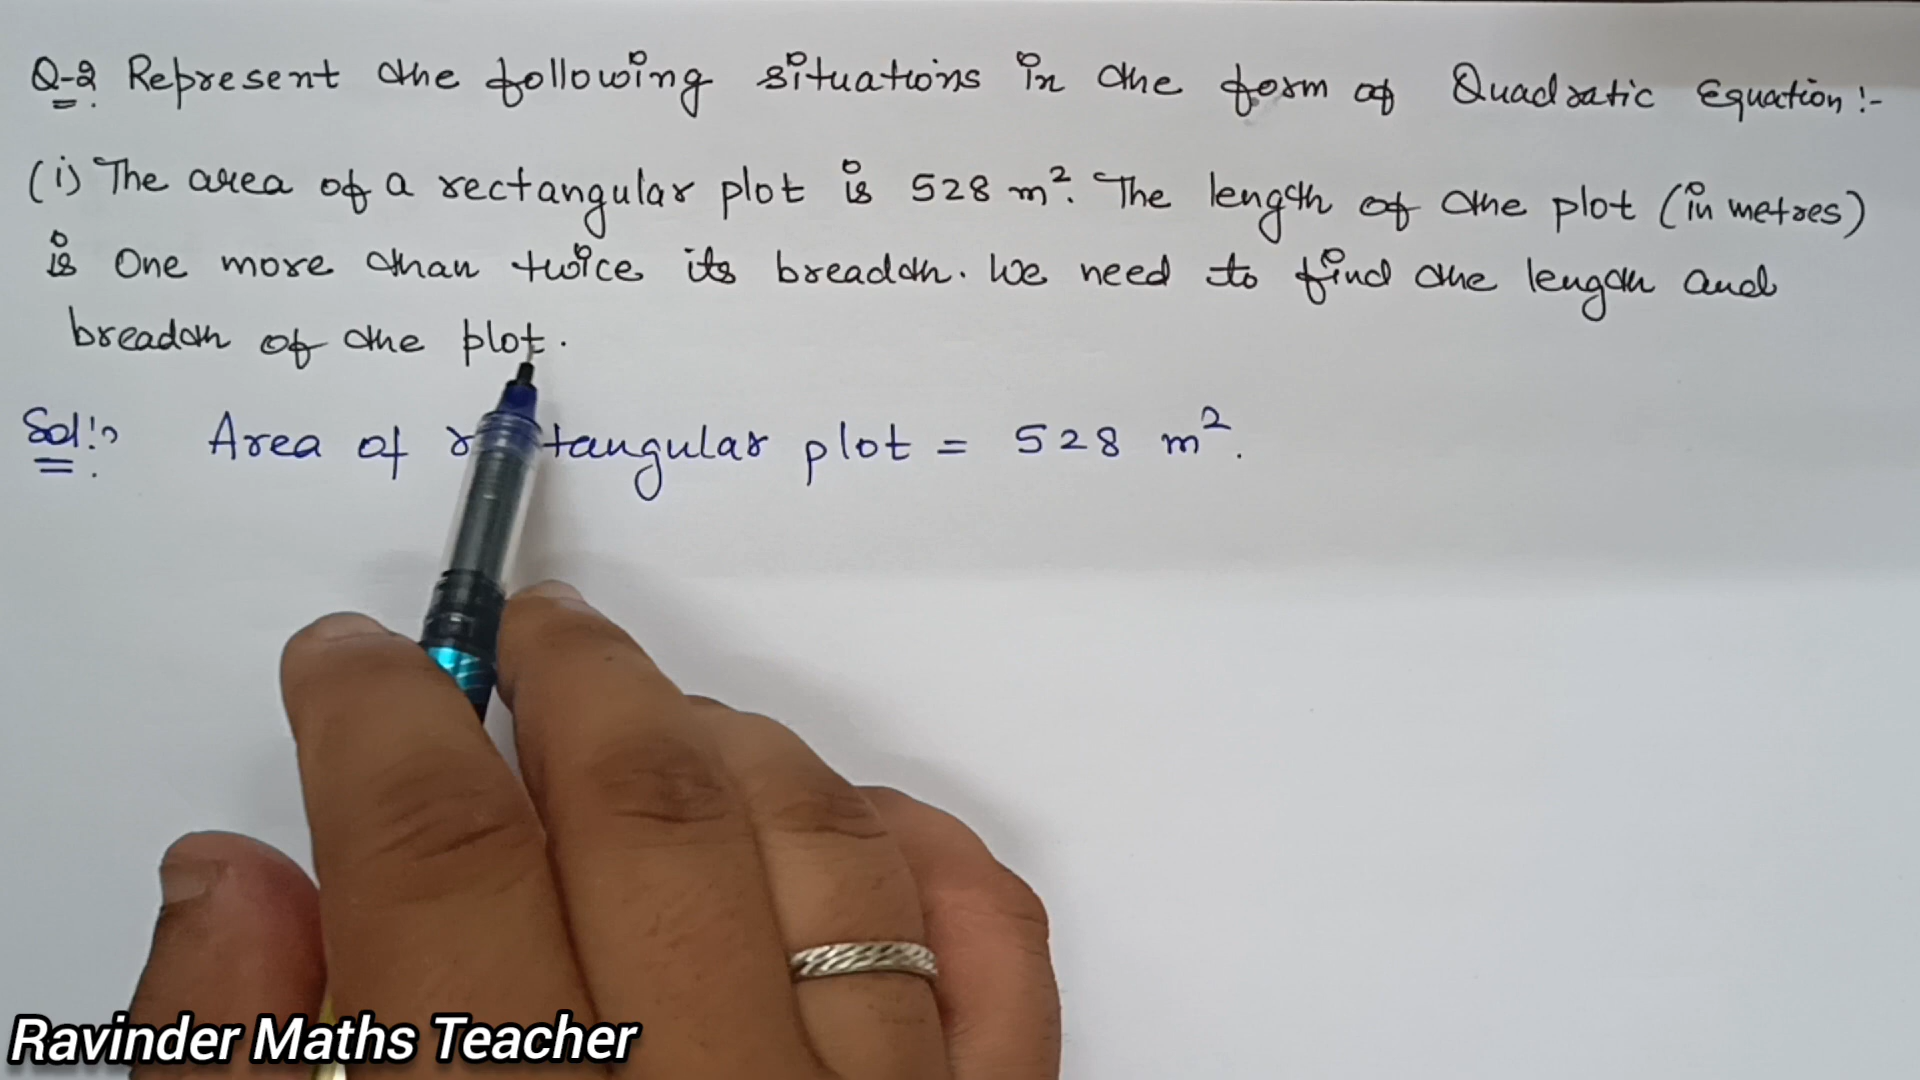 Q-2 Represent the following situations in the form of Quadratic Equation:-
(i) The area of a rectangular plot is 528 m². The length of the plot (in metres)
is One more than twice its breadth. We need to find the length and
breadth of the plot.
Sol:- Area of rectangular plot = 528 m².
Ravinder Maths Teacher